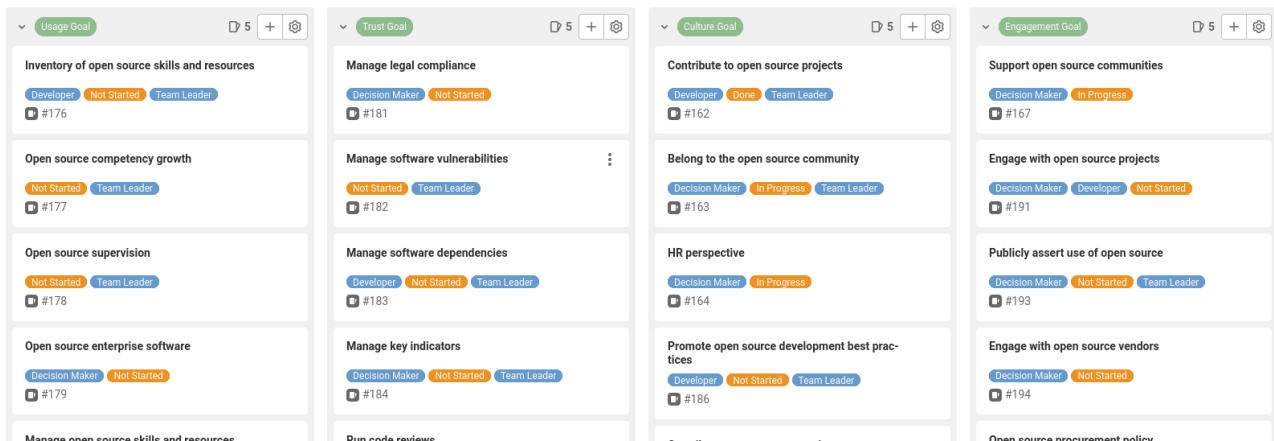 Usage Goal 5
Inventory of open source skills and resources
Developer Not Started Team Leader
#176
Open source competency growth
Not Started Team Leader
#177
Open source supervision
Not Started Team Leader
#178
Open source enterprise software
Decision Maker Not Started
#179
Manage open source skills and resources
Trust Goal 5
Manage legal compliance
Decision Maker Not Started
#181
Manage software vulnerabilities
Not Started Team Leader
#182
Manage software dependencies
Developer Not Started Team Leader
#183
Manage key indicators
Decision Maker Not Started Team Leader
#184
Run code reviews
Culture Goal 5
Contribute to open source projects
Developer Done Team Leader
#162
Belong to the open source community
Decision Maker In Progress Team Leader
#163
HR perspective
Decision Maker In Progress
#164
Promote open source development best prac-
tices
Developer Not Started Team Leader
#186
Engagement Goal 5
Support open source communities
Decision Maker In Progress
#167
Engage with open source projects
Decision Maker Developer Not Started
#191
Publicly assert use of open source
Decision Maker Not Started Team Leader
#193
Engage with open source vendors
Decision Maker Not Started
#194
Open source procurement policy